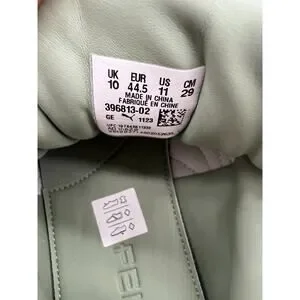 UK EUR US CM
10 44.5 11 29
MADE IN CHINA
FABRIQUÉ EN CHINE
396813-02
GE 1123
FE